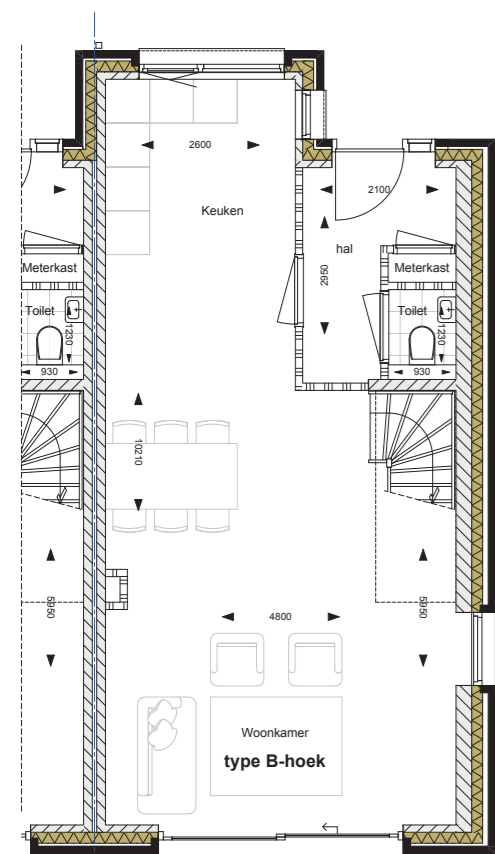 2600
Keuken
2100
hal
2950
Meterkast
Meterkast
Toilet
1230
930
Toilet
1230
930
10210
5950
4800
5950
Woonkamer
type B-hoek